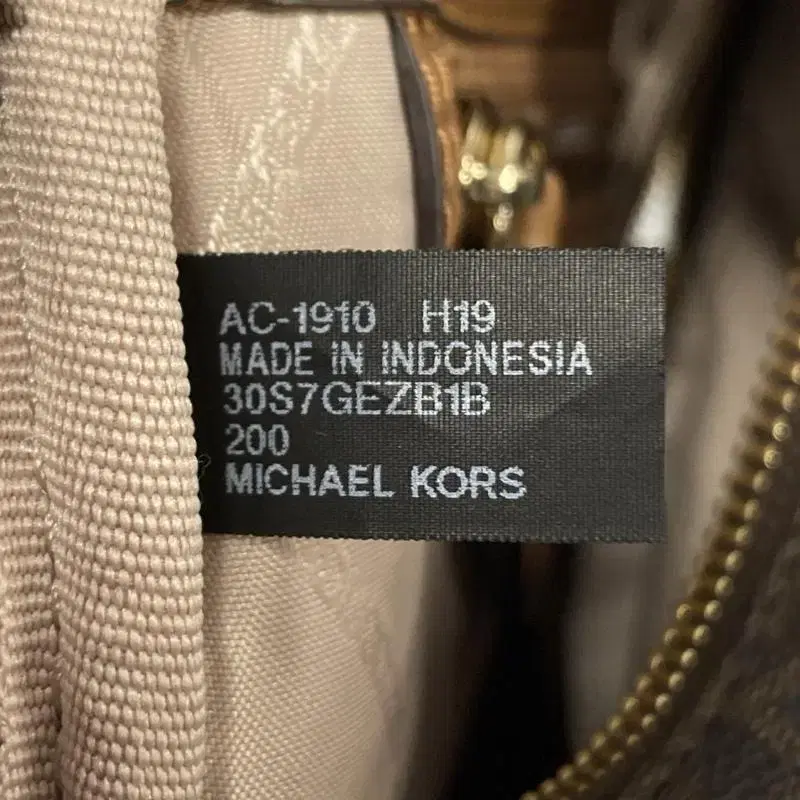 AC-1910 H19
MADE IN INDONESIA
30S7GEZB1B
200
MICHAEL KORS